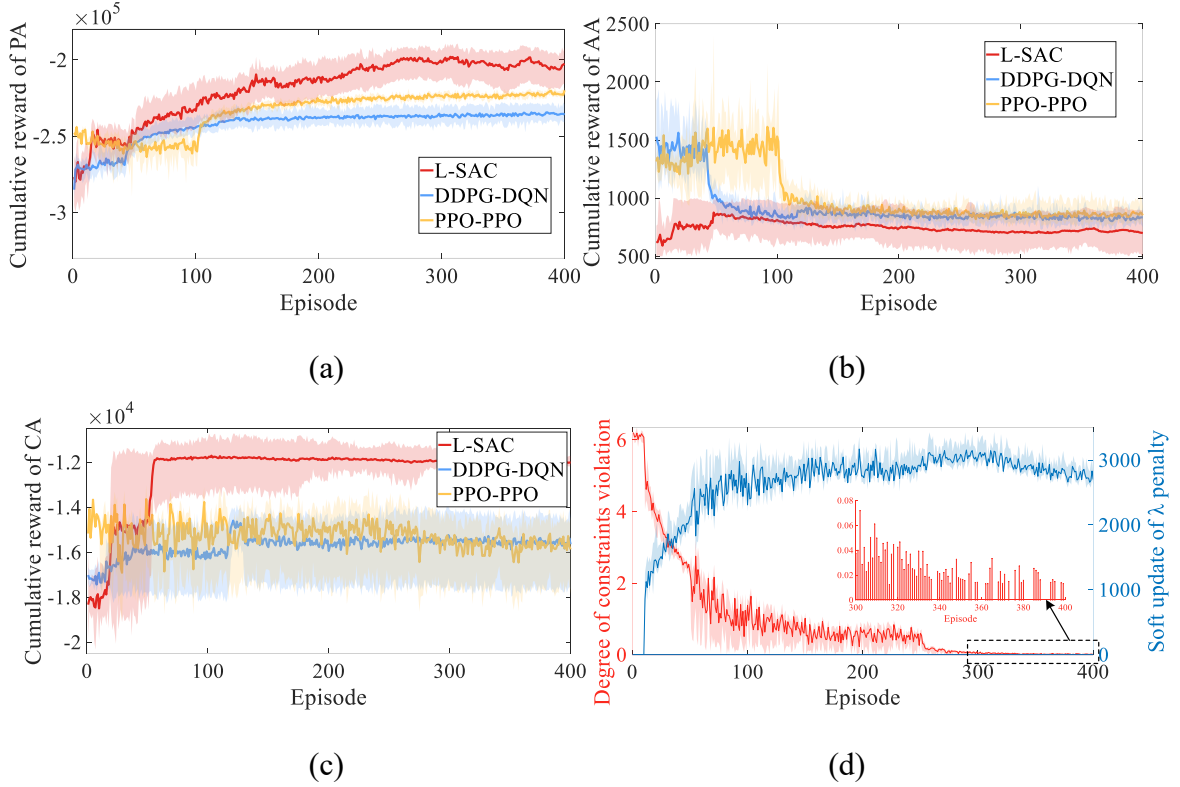 ×10⁵
Cumulative reward of PA
-2
-2.5
-3
0
100
200
300
400
Episode
L-SAC
DDPG-DQN
PPO-PPO
(a)
Cumulative reward of AA
2500
2000
1500
1000
500
0
100
200
300
400
Episode
L-SAC
DDPG-DQN
PPO-PPO
(b)
×10⁴
Cumulative reward of CA
-1.2
-1.4
-1.6
-1.8
-2
0
100
200
300
400
Episode
L-SAC
DDPG-DQN
PPO-PPO
(c)
Degree of constraints violation
6
4
2
0
Soft update of λ penalty
3000
2000
1000
0
0
100
200
300
400
Episode
0.08
0.06
0.04
0.02
0
300
320
340
360
380
400
Episode
(d)